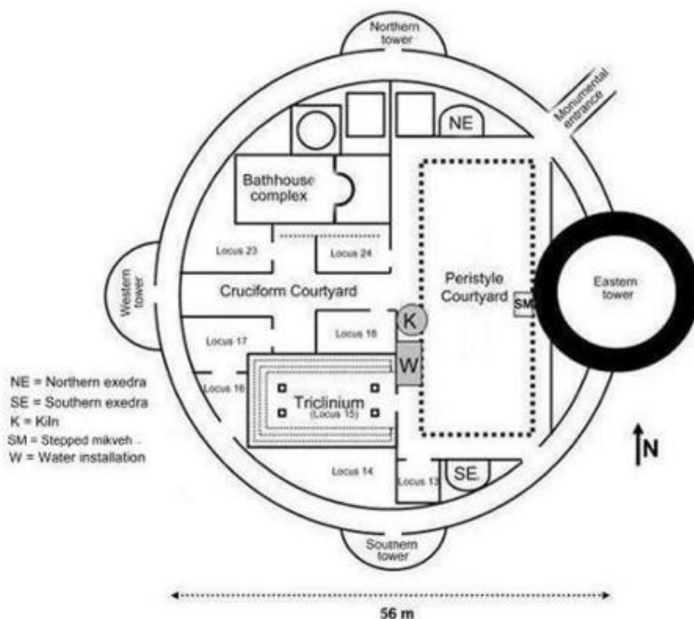 Northern
tower
Monumental
entrance
NE
Bathhouse
complex
Locus 23
Locus 24
Western
tower
Cruciform Courtyard
Peristyle
Courtyard
SM
Eastern
tower
K
Locus 17
Locus 18
W
Locus 16
Triclinium
(Locus 15)
Locus 14
Locus 13
SE
NE = Northern exedra
SE = Southern exedra
K = Kiln
SM = Stepped mikveh
W = Water installation
N
Southern
tower
56 m